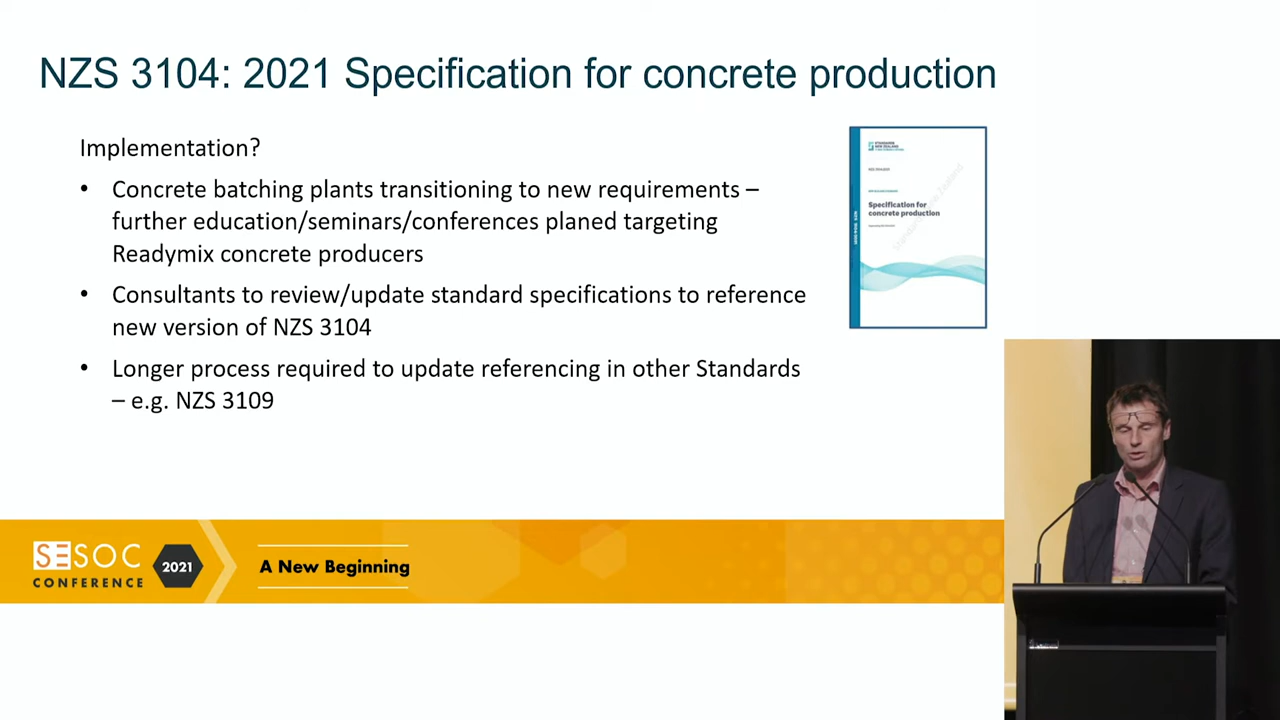 NZS 3104: 2021 Specification for concrete production
Implementation?
• Concrete batching plants transitioning to new requirements –
further education/seminars/conferences planed targeting
Readymix concrete producers
• Consultants to review/update standard specifications to reference
new version of NZS 3104
• Longer process required to update referencing in other Standards
– e.g. NZS 3109
STANDARDS
NEW ZEALAND
Specification for
concrete production
SESOC
CONFERENCE
2021
A New Beginning